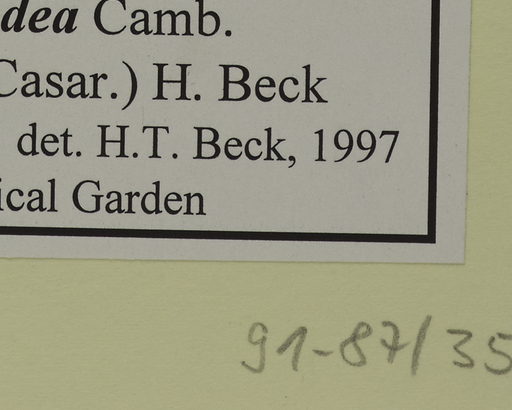 dea Camb.
Casar.) H. Beck
det. H.T. Beck, 1997
ical Garden
91-87/35